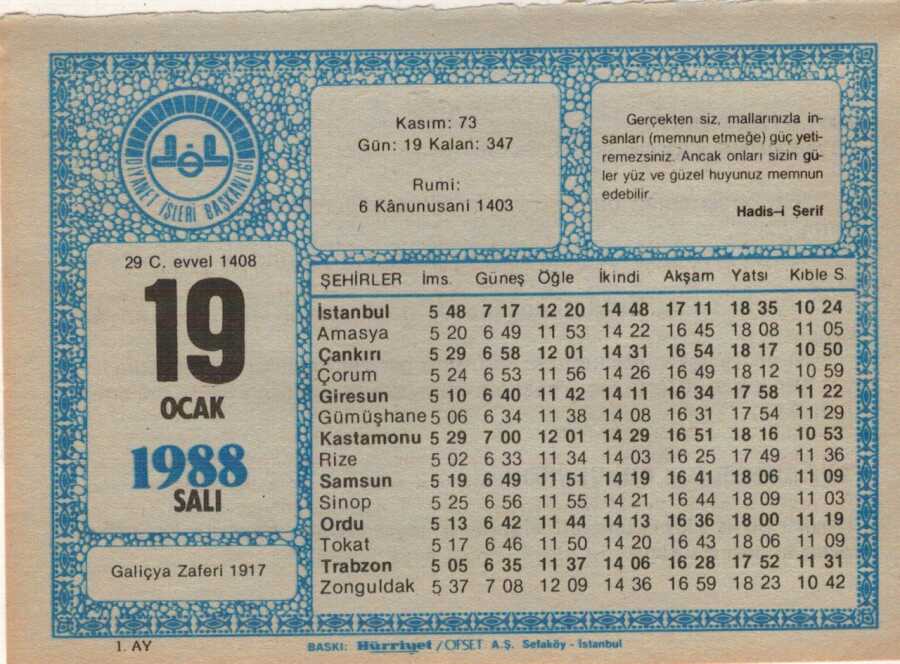 DİYANET İŞLERİ BAŞKANLIĞI
Kasım: 73
Gün: 19 Kalan: 347
Rumi:
6 Kânunusani 1403
Gerçekten siz, mallarınızla in-
sanları (memnun etmeğe) güç yeti-
remezsiniz. Ancak onları sizin gü-
ler yüz ve güzel huyunuz memnun
edebilir.
Hadis-i Şerif
29 C. evvel 1408
19
OCAK
1988
SALI
Galiçya Zaferi 1917
ŞEHİRLER İms. Güneş Öğle İkindi Akşam Yatsı Kıble S.
İstanbul 5 48 7 17 12 20 14 48 17 11 18 35 10 24
Amasya 5 20 6 49 11 53 14 22 16 45 18 08 11 05
Çankırı 5 29 6 58 12 01 14 31 16 54 18 17 10 50
Çorum 5 24 6 53 11 56 14 26 16 49 18 12 10 59
Giresun 5 10 6 40 11 42 14 11 16 34 17 58 11 22
Gümüşhane 5 06 6 34 11 38 14 08 16 31 17 54 11 29
Kastamonu 5 29 7 00 12 01 14 29 16 51 18 16 10 53
Rize 5 02 6 33 11 34 14 03 16 25 17 49 11 36
Samsun 5 19 6 49 11 51 14 19 16 41 18 06 11 09
Sinop 5 25 6 56 11 55 14 21 16 44 18 09 11 03
Ordu 5 13 6 42 11 44 14 13 16 36 18 00 11 19
Tokat 5 17 6 46 11 50 14 20 16 43 18 06 11 09
Trabzon 5 05 6 35 11 37 14 06 16 28 17 52 11 31
Zonguldak 5 37 7 08 12 09 14 36 16 59 18 23 10 42
1. AY
BASKI: Hürriyet / OFSET A.Ş. Sefaköy - İstanbul